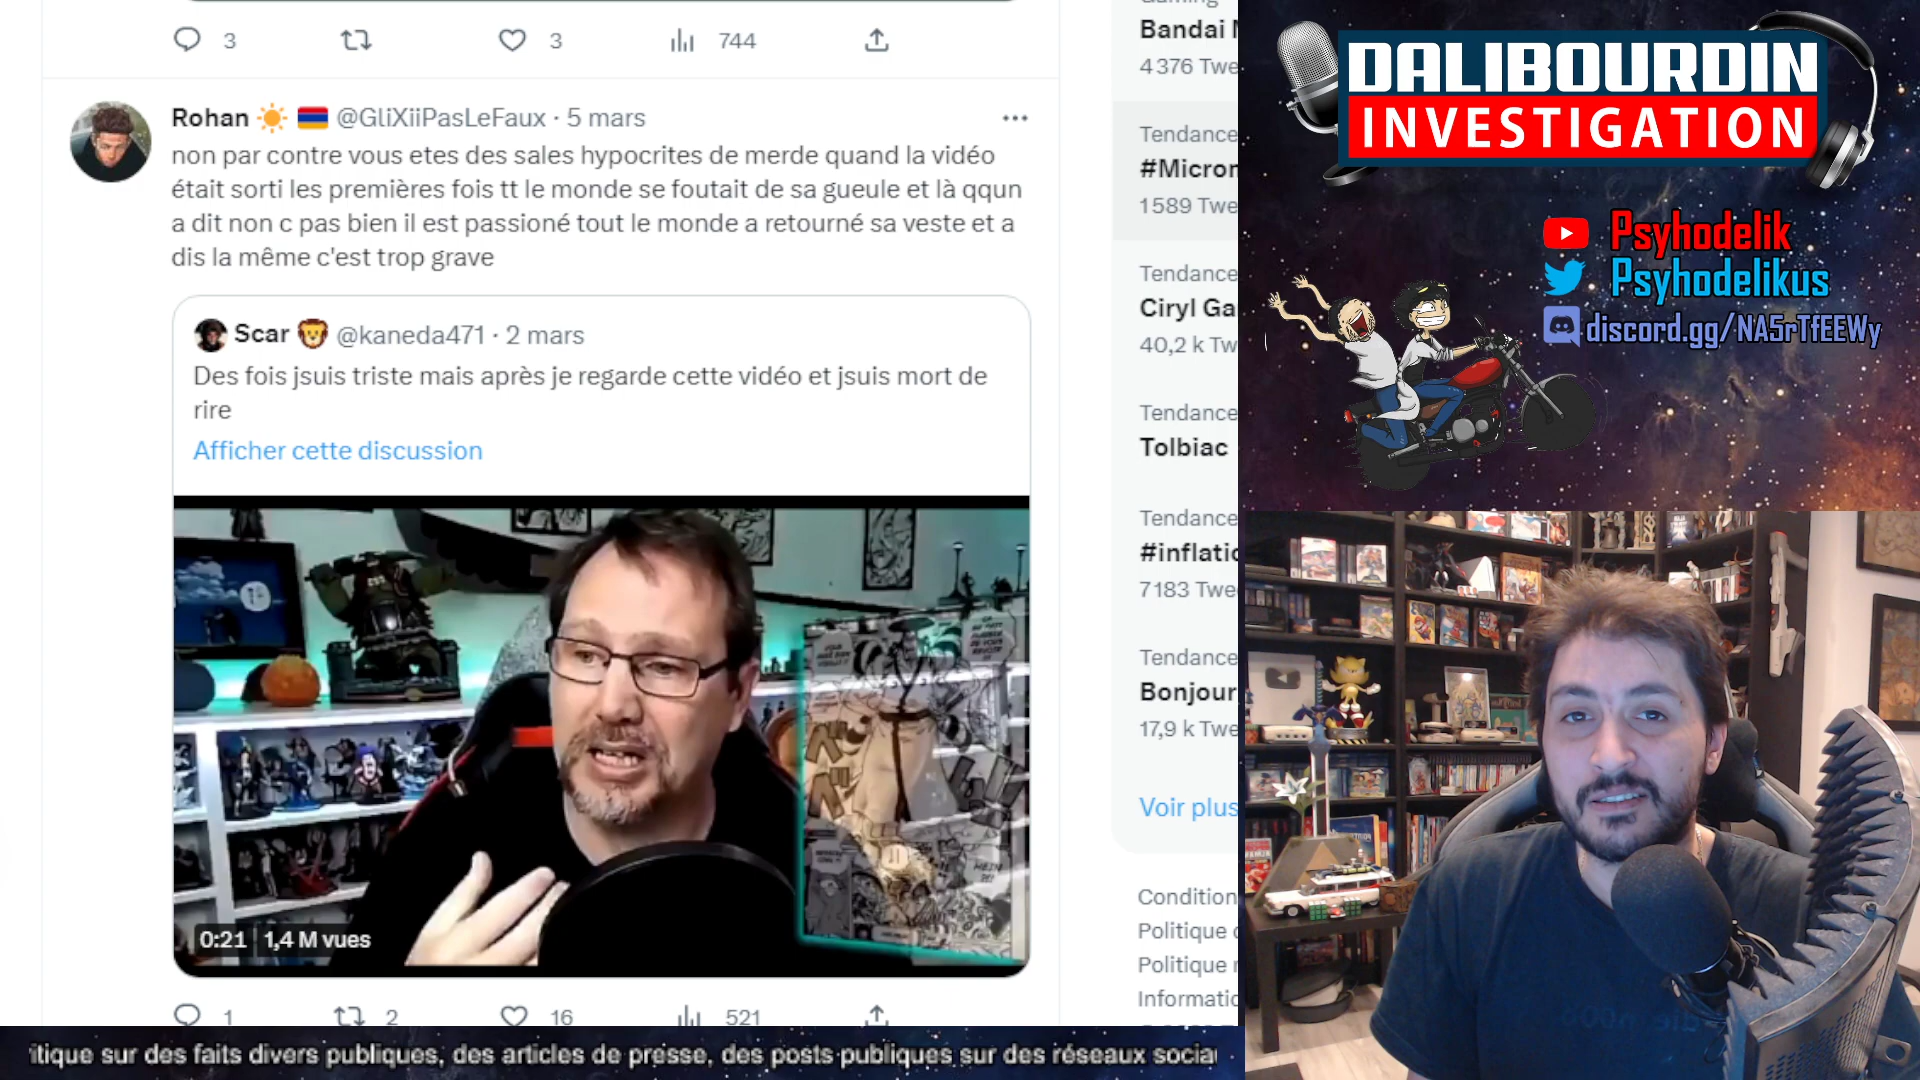 3
3
744
Rohan @GliXiiPasLeFaux · 5 mars
non par contre vous etes des sales hypocrites de merde quand la vidéo
était sorti les premières fois tt le monde se foutait de sa gueule et là qqun
a dit non c pas bien il est passioné tout le monde a retourné sa veste et a
dis la même c'est trop grave
Scar @kaneda471 · 2 mars
Des fois jsuis triste mais après je regarde cette vidéo et jsuis mort de
rire
Afficher cette discussion
0:21
1,4 M vues
1
2
16
521
Bandai
4 376 Twe
Tendance
#Micron
1 589 Twe
Tendance
Ciryl Ga
40,2 k Tw
Tendance
Tolbiac
Tendance
#inflatio
7 183 Twe
Tendance
Bonjour
17,9 k Twe
Voir plus
Condition
Politique
Politique
Informatio
DALIBOURDIN
INVESTIGATION
Psyhodelik
Psyhodelikus
discord.gg/NA5rTfEEWy
itique sur des faits divers publiques, des articles de presse, des posts publiques sur des réseaux sociau